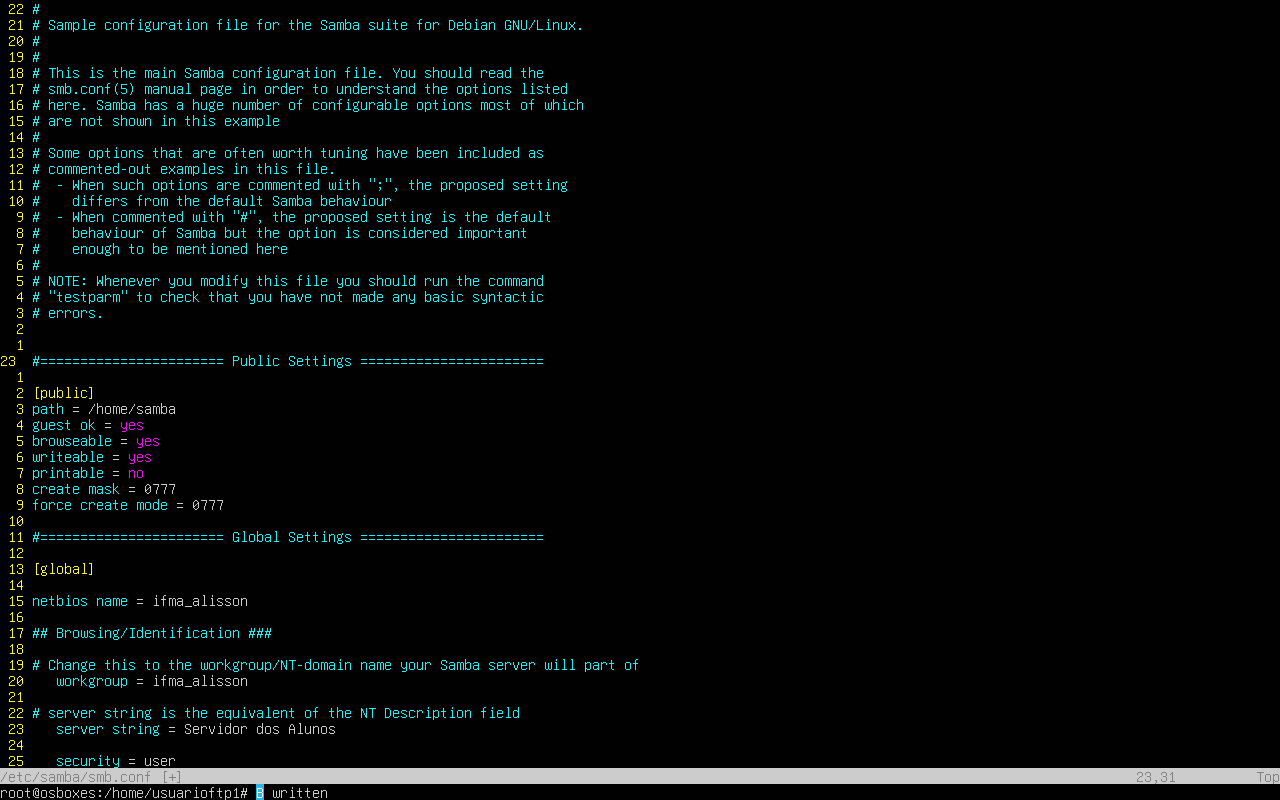 22 #
21 # Sample configuration file for the Samba suite for Debian GNU/Linux.
20 #
19 #
18 # This is the main Samba configuration file. You should read the
17 # smb.conf(5) manual page in order to understand the options listed
16 # here. Samba has a huge number of configurable options most of which
15 # are not shown in this example
14 #
13 # Some options that are often worth tuning have been included as
12 # commented-out examples in this file.
11 #  - When such options are commented with ";", the proposed setting
10 #    differs from the default Samba behaviour
 9 #  - When commented with "#", the proposed setting is the default
 8 #    behaviour of Samba but the option is considered important
 7 #    enough to be mentioned here
 6 #
 5 # NOTE: Whenever you modify this file you should run the command
 4 # "testparm" to check that you have not made any basic syntactic
 3 # errors.
 2
 1
23  #======================= Public Settings =======================
 1
 2 [public]
 3 path = /home/samba
 4 guest ok = yes
 5 browseable = yes
 6 writeable = yes
 7 printable = no
 8 create mask = 0777
 9 force create mode = 0777
10
11 #======================= Global Settings =======================
12
13 [global]
14
15 netbios name = ifma_alisson
16
17 ## Browsing/Identification ###
18
19 # Change this to the workgroup/NT-domain name your Samba server will part of
20    workgroup = ifma_alisson
21
22 # server string is the equivalent of the NT Description field
23    server string = Servidor dos Alunos
24
25    security = user
/etc/samba/smb.conf [+] 23,31 Top
root@osboxes:/home/usuarioftp1# B written